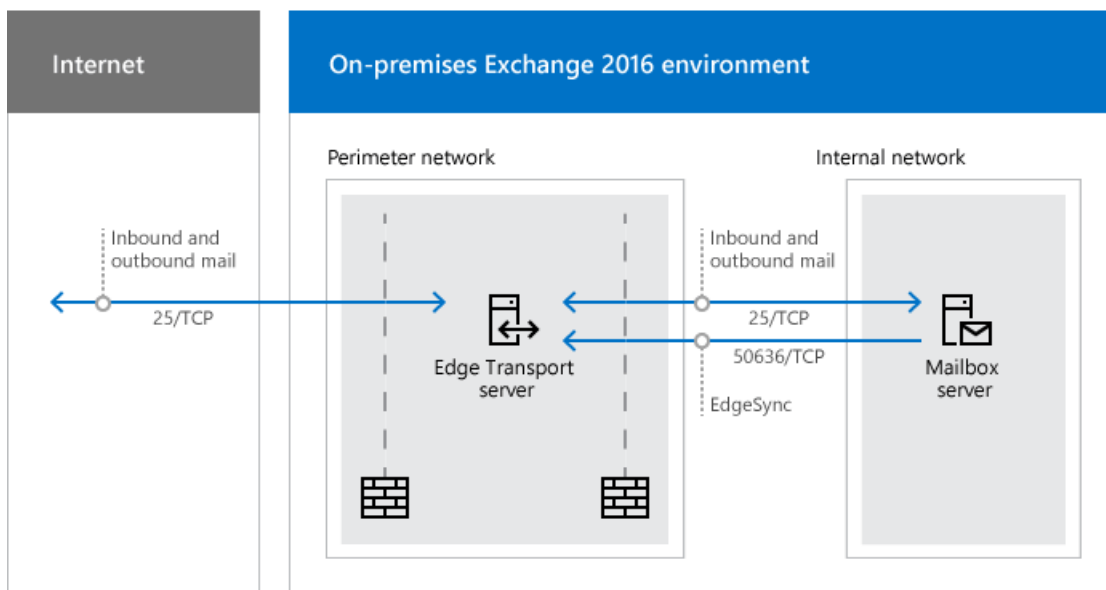 Internet
On-premises Exchange 2016 environment
Perimeter network
Internal network
Inbound and
outbound mail
25/TCP
Edge Transport
server
Inbound and
outbound mail
25/TCP
50636/TCP
EdgeSync
Mailbox
server